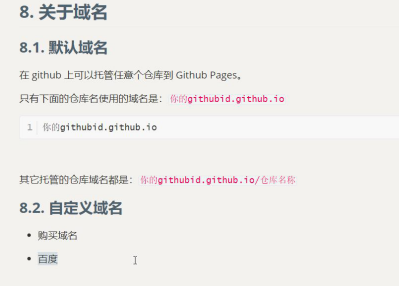 8. 关于域名
8.1. 默认域名
在 github 上可以托管任意个仓库到 Github Pages。
只有下面的仓库名使用的域名是： 你的githubid.github.io
1 你的githubid.github.io
其它托管的仓库域名都是： 你的githubid.github.io/仓库名称
8.2. 自定义域名
• 购买域名
• 百度